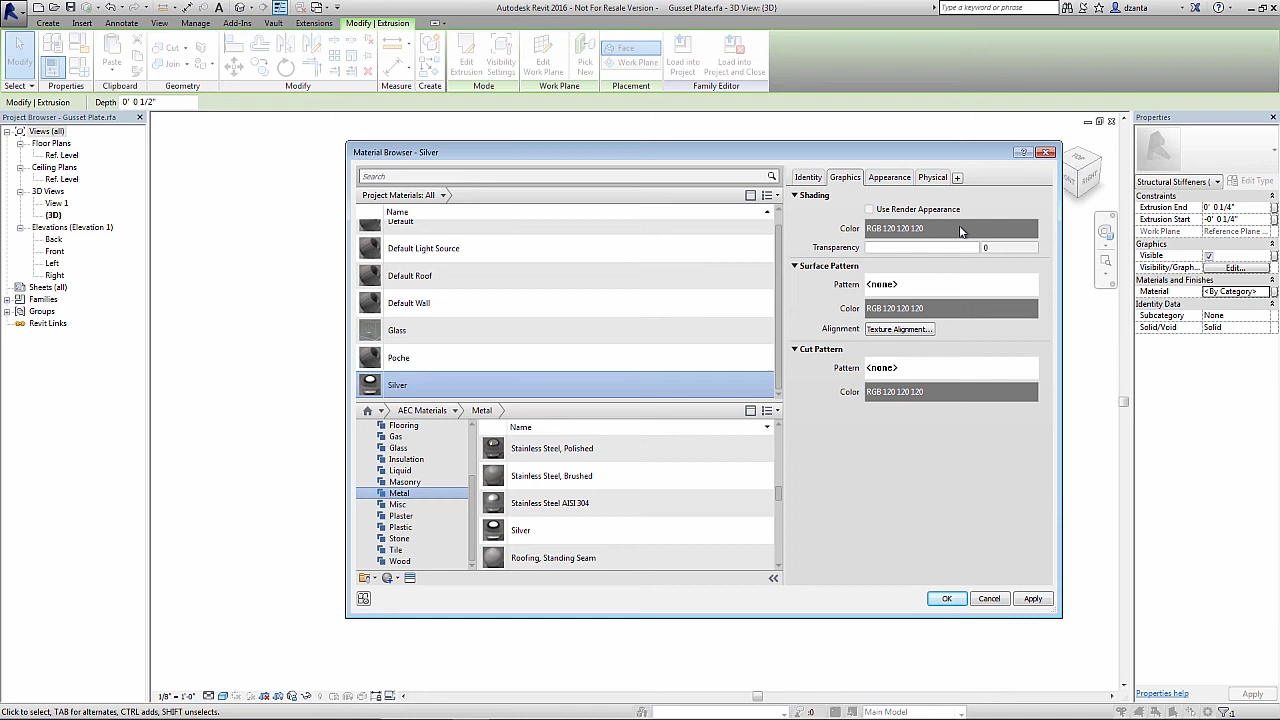 Autodesk Revit 2016 - Not For Resale Version - Gusset Plate.rfa - 3D View: {3D}
Type a keyword or phrase
dzanta
Create Insert Annotate View Manage Add-Ins Vault Extensions Modify | Extrusion
Modify
Paste
Cut
Join
Edit Extrusion
Visibility Settings
Edit Work Plane
Pick New
Face
Work Plane
Load into Project
Load into Project and Close
Select Properties Clipboard Geometry Modify Measure Create Mode Work Plane Placement Family Editor
Modify | Extrusion Depth 0' 0 1/2"
Project Browser - Gusset Plate.rfa
Views (all)
Floor Plans
Ref. Level
Ceiling Plans
Ref. Level
3D Views
View 1
{3D}
Elevations (Elevation 1)
Back
Front
Left
Right
Sheets (all)
Families
Groups
Revit Links
Material Browser - Silver
Search
Project Materials: All
Name
Default
Default Light Source
Default Roof
Default Wall
Glass
Poche
Silver
AEC Materials Metal
Flooring
Gas
Glass
Insulation
Liquid
Masonry
Metal
Misc
Plaster
Plastic
Stone
Tile
Wood
Name
Stainless Steel, Polished
Stainless Steel, Brushed
Stainless Steel AISI 304
Silver
Roofing, Standing Seam
Identity Graphics Appearance Physical
Shading
Use Render Appearance
Color RGB 120 120 120
Transparency 0
Surface Pattern
Pattern <none>
Color RGB 120 120 120
Alignment Texture Alignment...
Cut Pattern
Pattern <none>
Color RGB 120 120 120
OK Cancel Apply
TOP
RIGHT
Properties
Structural Stiffeners ( Edit Type
Constraints
Extrusion End 0' 0 1/4"
Extrusion Start -0' 0 1/4"
Work Plane Reference Plane
Graphics
Visible
Visibility/Graph... Edit...
Materials and Finishes
Material <By Category>
Identity Data
Subcategory None
Solid/Void Solid
Properties help Apply
1/8" = 1'-0"
Click to select, TAB for alternates, CTRL adds, SHIFT unselects.
:0
Main Model
:1